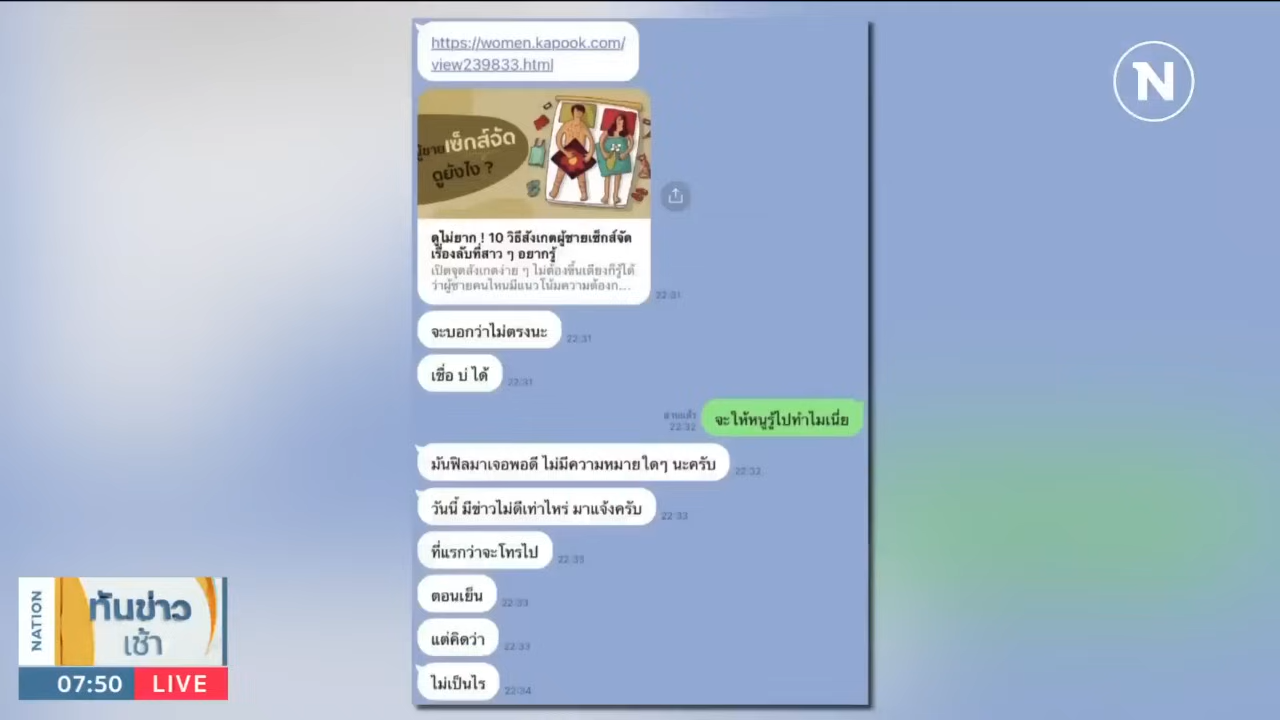 https://women.kapook.com/
view239833.html
N
เซ็กส์จัด
ดูยังไง ?
ดูไม่ยาก ! 10 วิธีสังเกตผู้ชายเซ็กส์จัด
เรื่องลับที่สาว ๆ อยากรู้
เปิดจุดสังเกตง่าย ๆ ไม่ต้องขึ้นเตียงก็รู้ได้
ว่าผู้ชายคนไหนมีแนวโน้มความต้องก....
22:31
จะบอกว่าไม่ตรงนะ
22:31
เชื่อ บ่ ได้
22:31
อ่านแล้ว
22:32
จะให้หนูรู้ไปทำไมเนี่ย
มันฟิลมาเจอพอดี ไม่มีความหมายใดๆ นะครับ
22:32
วันนี้ มีข่าวไม่ดีเท่าไหร่ มาแจ้งครับ
22:33
ที่แรกว่าจะโทรไป
22:33
ตอนเย็น
22:33
แต่คิดว่า
22:33
ไม่เป็นไร
22:34
NATION
ทันข่าว
เช้า
07:50 LIVE